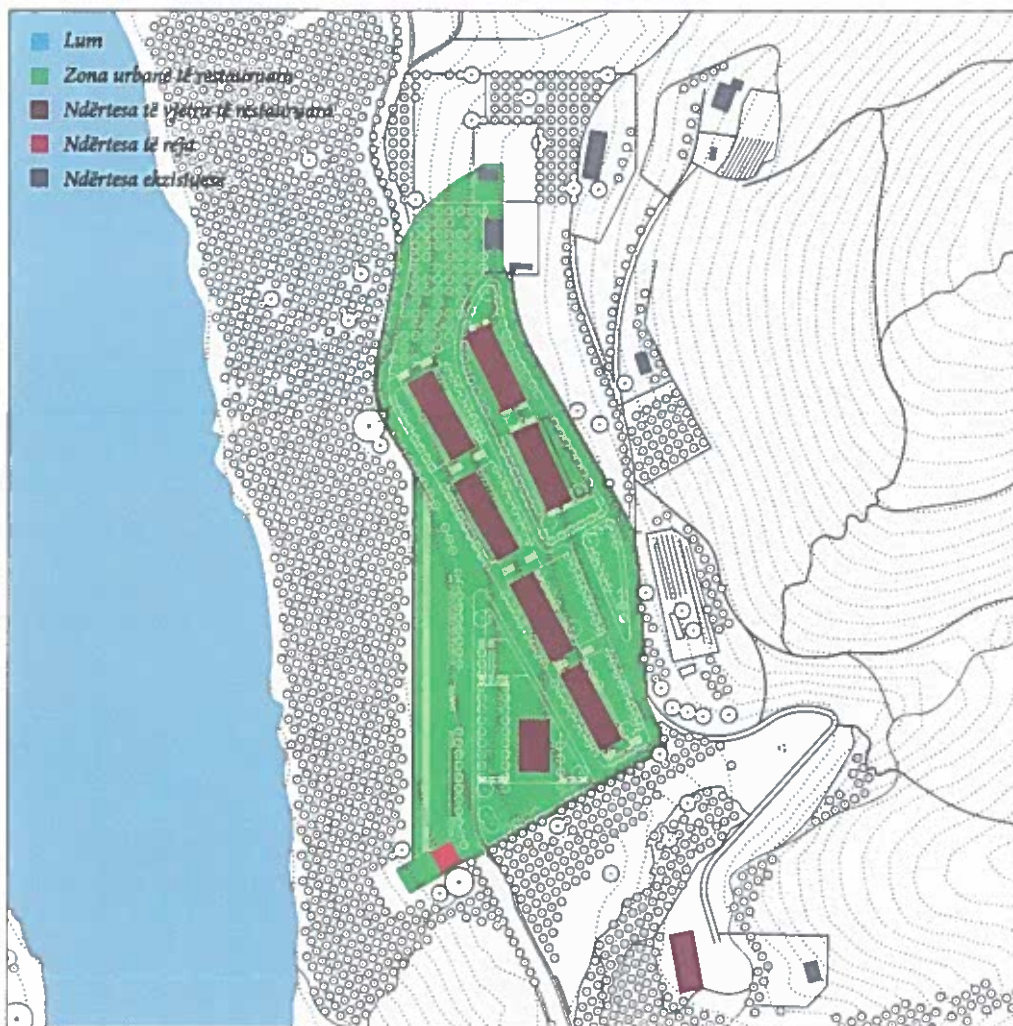 Lum
Zona urbane të restauruara
Ndërtesa të vjetra të restauruara
Ndërtesa të reja
Ndërtesa ekzistuese